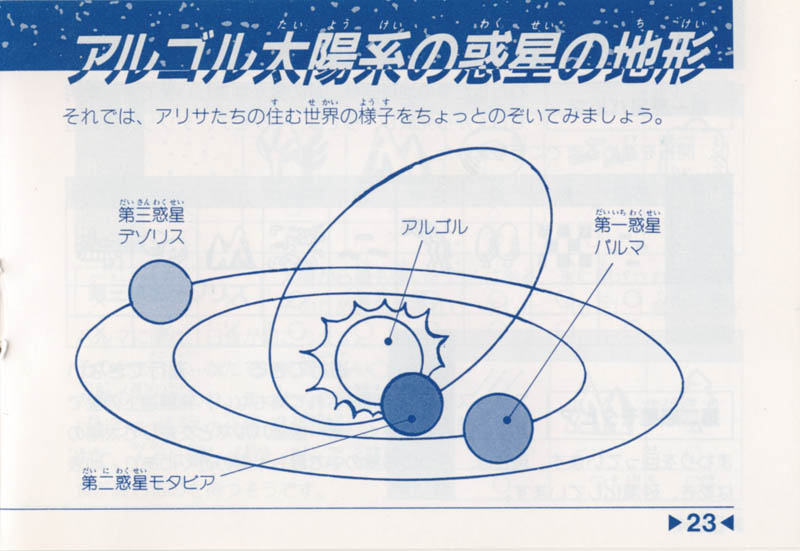 アルゴル太陽系の惑星の地形
それでは、アリサたちの住む世界の様子をちょっとのぞいてみましょう。
第三惑星
デゾリス
アルゴル
第一惑星
パルマ
第二惑星モタビア
▶23◀